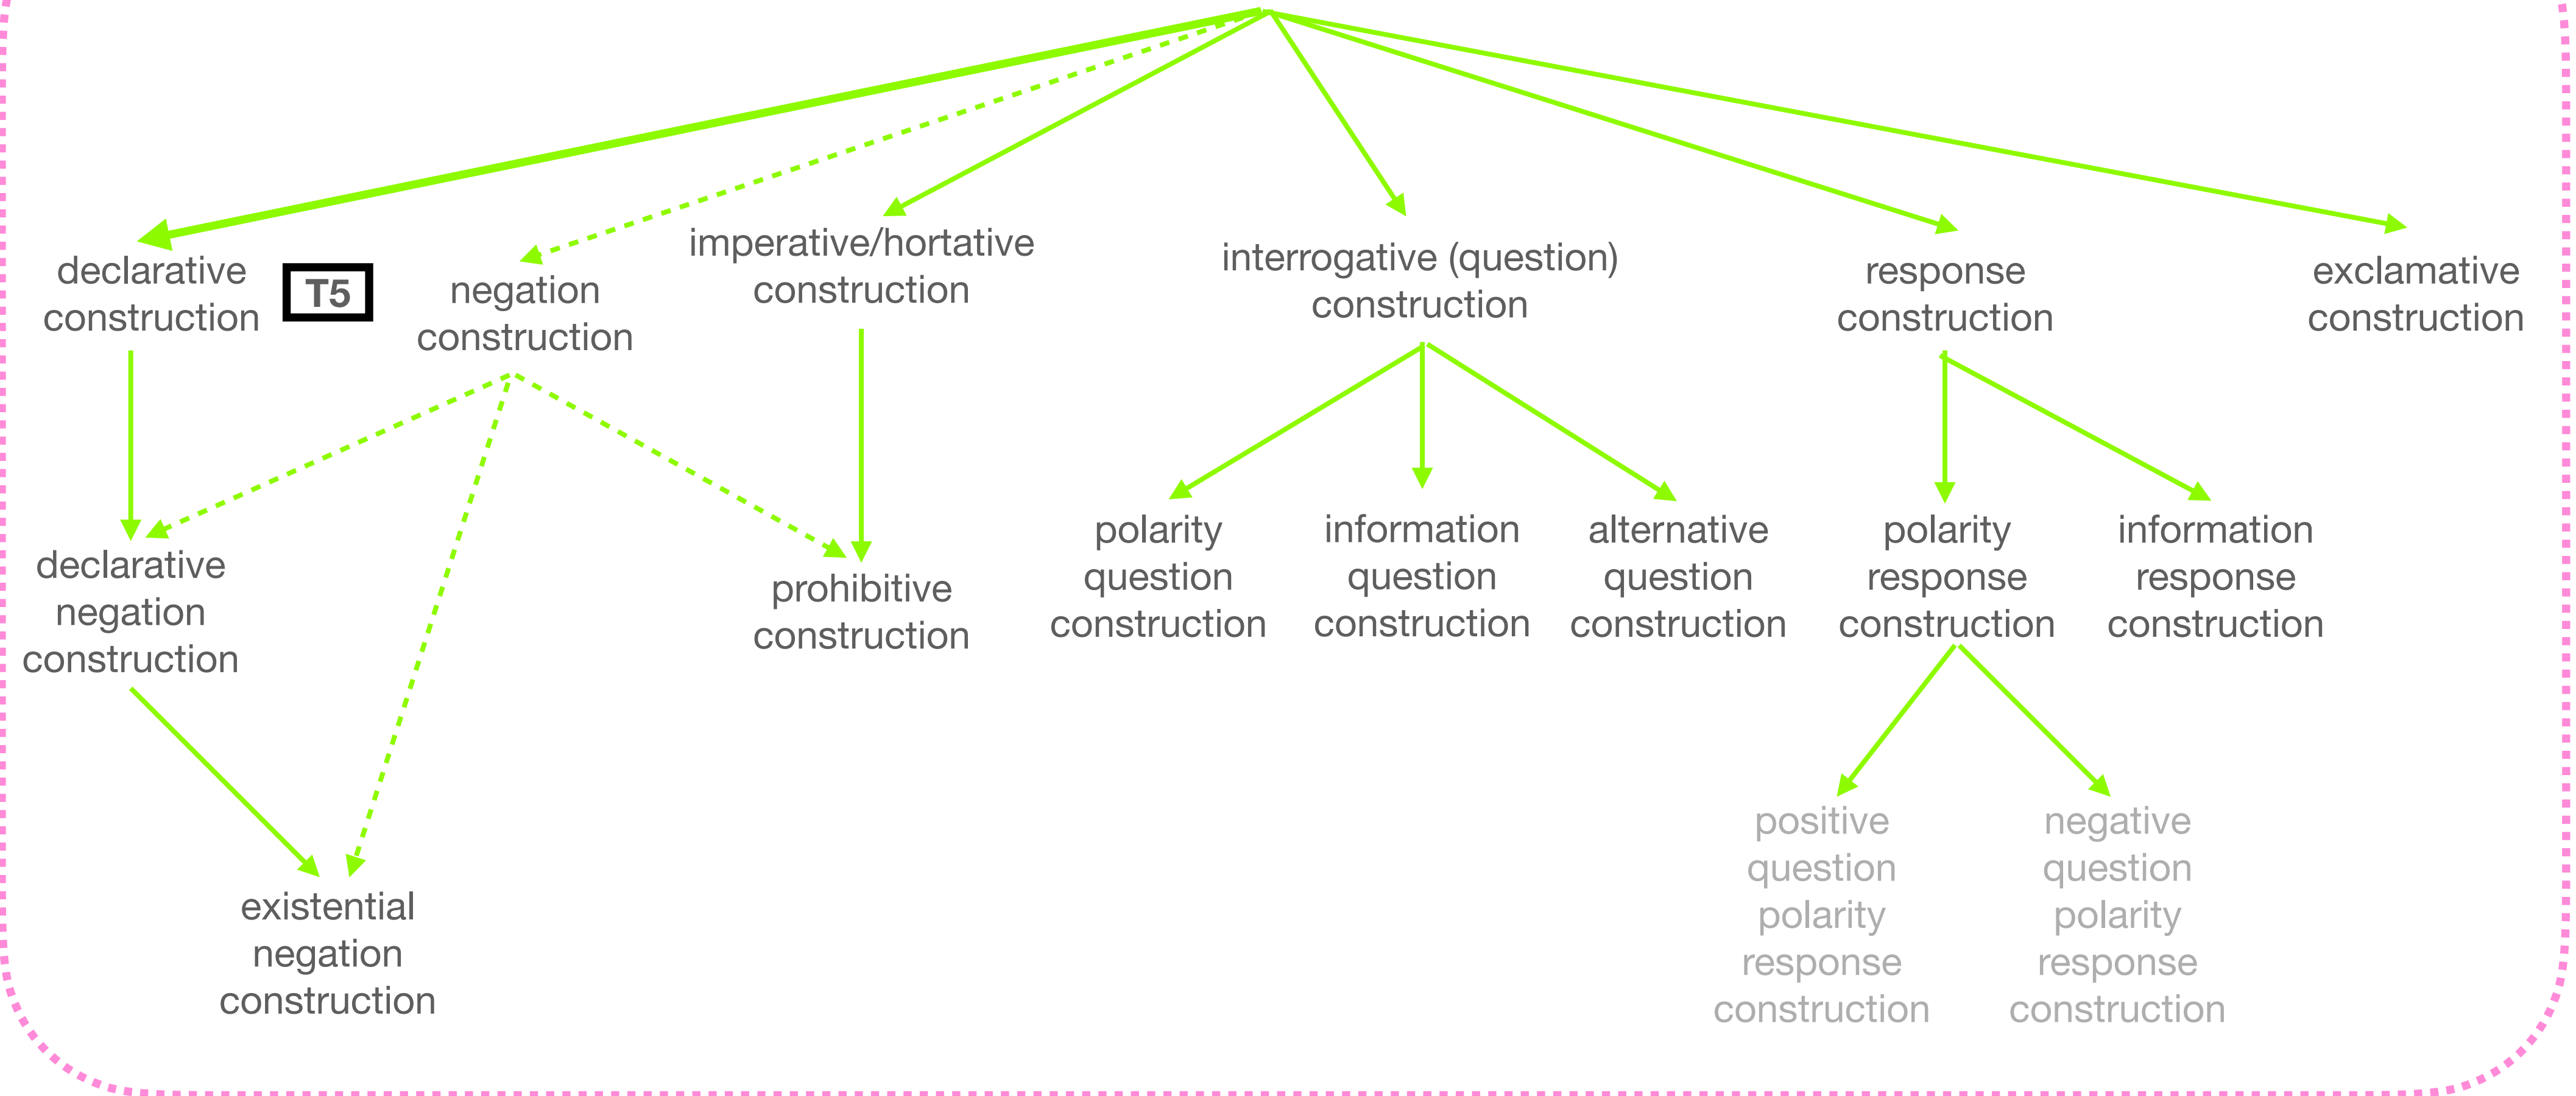 declarative
construction
T5
negation
construction
imperative/hortative
construction
interrogative (question)
construction
response
construction
exclamative
construction
declarative
negation
construction
prohibitive
construction
polarity
question
construction
information
question
construction
alternative
question
construction
polarity
response
construction
information
response
construction
existential
negation
construction
positive
question
polarity
response
construction
negative
question
polarity
response
construction